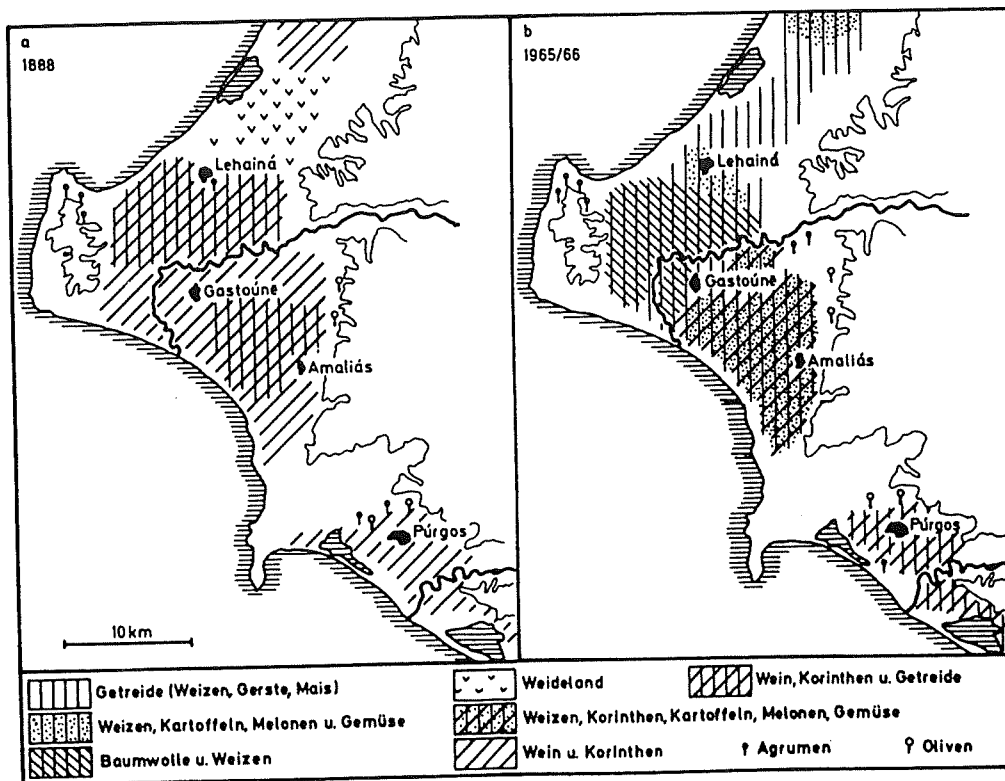 a
1888
Lehainá
Gastoúne
Amaliás
Púrgos
10 km
b
1965/66
Lehainá
Gastoúne
Amaliás
Púrgos
Getreide (Weizen, Gerste, Mais)
Weideland
Wein, Korinthen u. Getreide
Weizen, Kartoffeln, Melonen u. Gemüse
Weizen, Korinthen, Kartoffeln, Melonen, Gemüse
Baumwolle u. Weizen
Wein u. Korinthen
Agrumen
Oliven